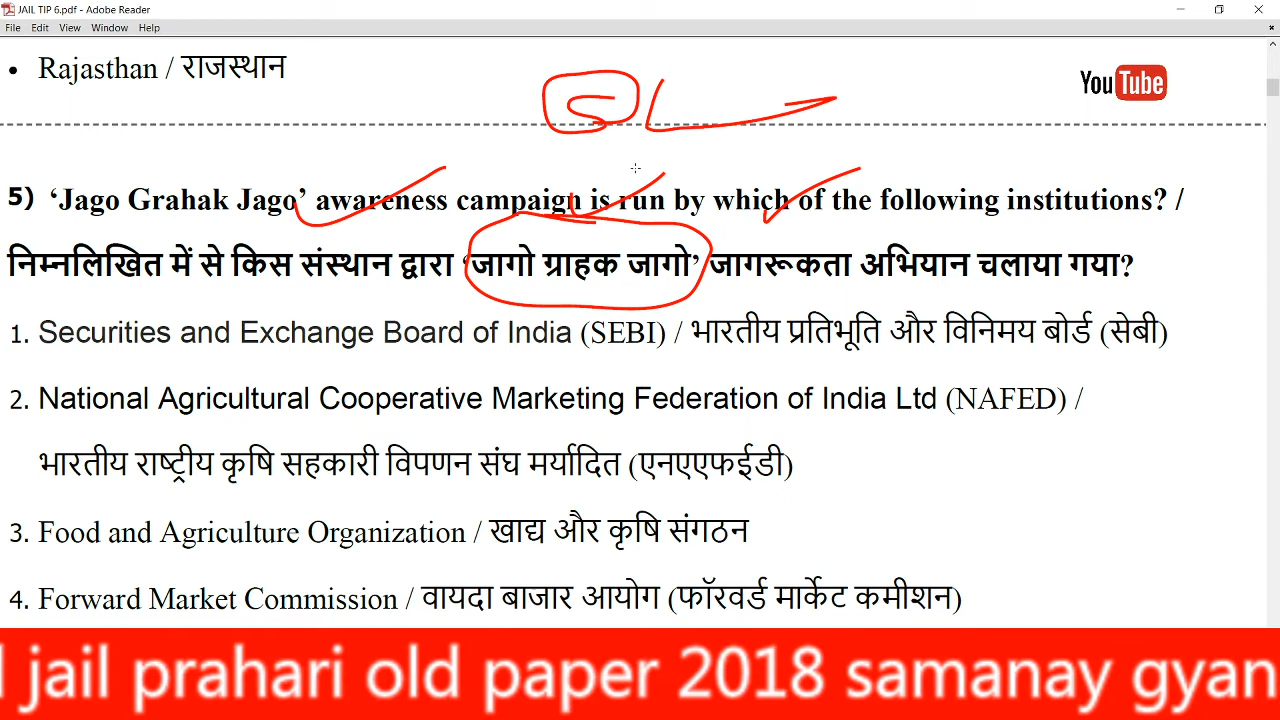 JAIL TIP 6.pdf - Adobe Reader
File Edit View Window Help
• Rajasthan / राजस्थान
YouTube
5
5) ‘Jago Grahak Jago’ awareness campaign is run by which of the following institutions? /
निम्नलिखित में से किस संस्थान द्वारा ‘जागो ग्राहक जागो’ जागरूकता अभियान चलाया गया?
1. Securities and Exchange Board of India (SEBI) / भारतीय प्रतिभूति और विनिमय बोर्ड (सेबी)
2. National Agricultural Cooperative Marketing Federation of India Ltd (NAFED) /
भारतीय राष्ट्रीय कृषि सहकारी विपणन संघ मर्यादित (एनएएफईडी)
3. Food and Agriculture Organization / खाद्य और कृषि संगठन
4. Forward Market Commission / वायदा बाजार आयोग (फॉरवर्ड मार्केट कमीशन)
l jail prahari old paper 2018 samanay gyan